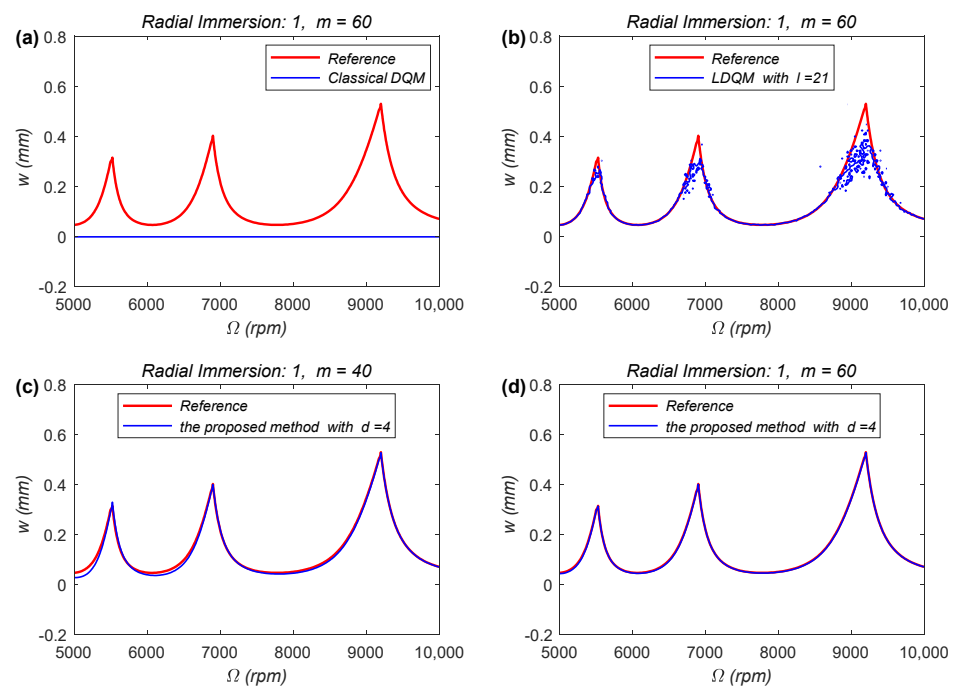 Radial Immersion: 1, m = 60
(a)
Reference
Classical DQM
w (mm)
0.8
0.6
0.4
0.2
0
-0.2
5000 6000 7000 8000 9000 10,000
Ω (rpm)
Radial Immersion: 1, m = 60
(b)
Reference
LDQM with l =21
w (mm)
0.8
0.6
0.4
0.2
0
-0.2
5000 6000 7000 8000 9000 10,000
Ω (rpm)
Radial Immersion: 1, m = 40
(c)
Reference
the proposed method with d =4
w (mm)
0.8
0.6
0.4
0.2
0
-0.2
5000 6000 7000 8000 9000 10,000
Ω (rpm)
Radial Immersion: 1, m = 60
(d)
Reference
the proposed method with d =4
w (mm)
0.8
0.6
0.4
0.2
0
-0.2
5000 6000 7000 8000 9000 10,000
Ω (rpm)